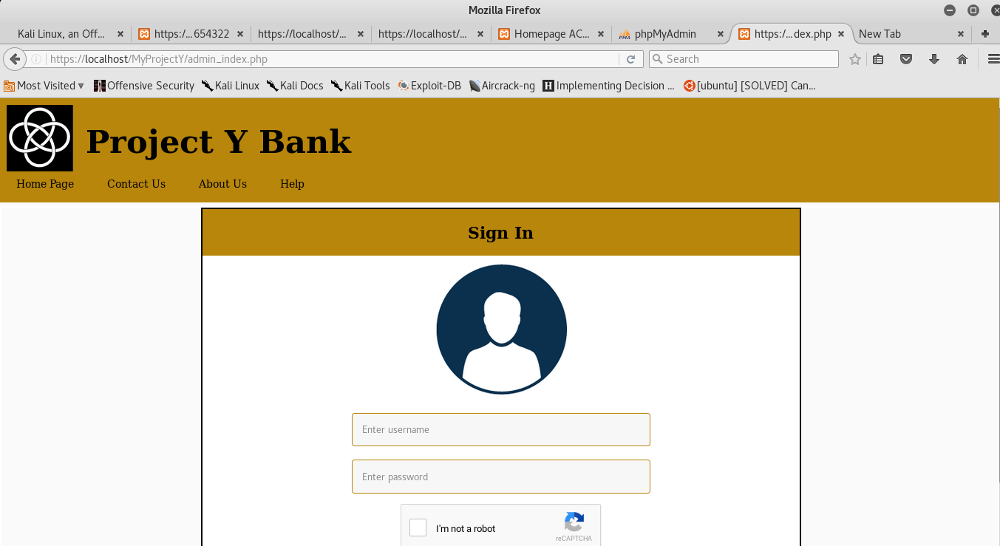 Mozilla Firefox
Kali Linux, an Off... https:/...654322 https://localhost/... https://localhost/... Homepage AC... phpMyAdmin https:/...dex.php New Tab
https://localhost/MyProjectY/admin_index.php Search
Most Visited Offensive Security Kali Linux Kali Docs Kali Tools Exploit-DB Aircrack-ng Implementing Decision ... [ubuntu] [SOLVED] Can...
Project Y Bank
Home Page Contact Us About Us Help
Sign In
Enter username
Enter password
I'm not a robot
reCAPTCHA